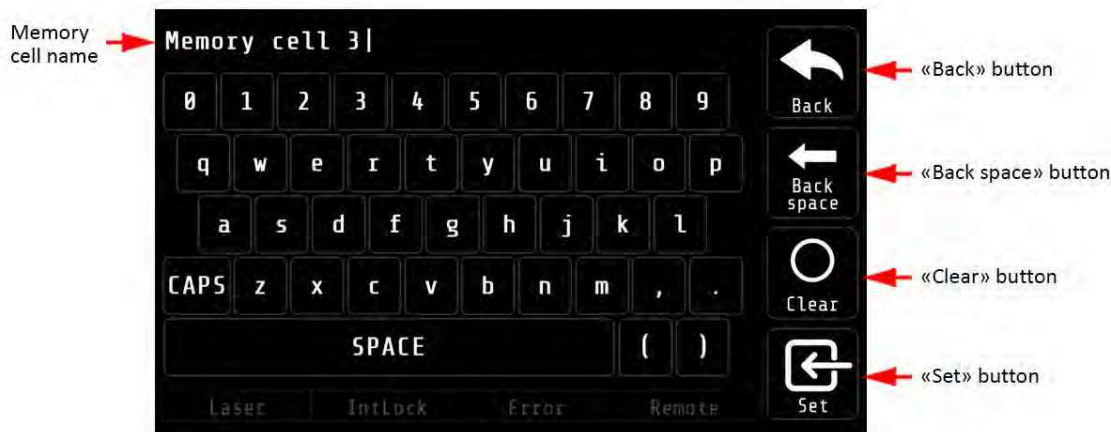 Memory
cell name
Memory cell 3|
0 1 2 3 4 5 6 7 8 9
q w e r t y u i o p
a s d f g h j k l
CAPS z x c v b n m , .
SPACE ( )
Laser IntLock Error Remote
Back
Back
space
Clear
Set
«Back» button
«Back space» button
«Clear» button
«Set» button